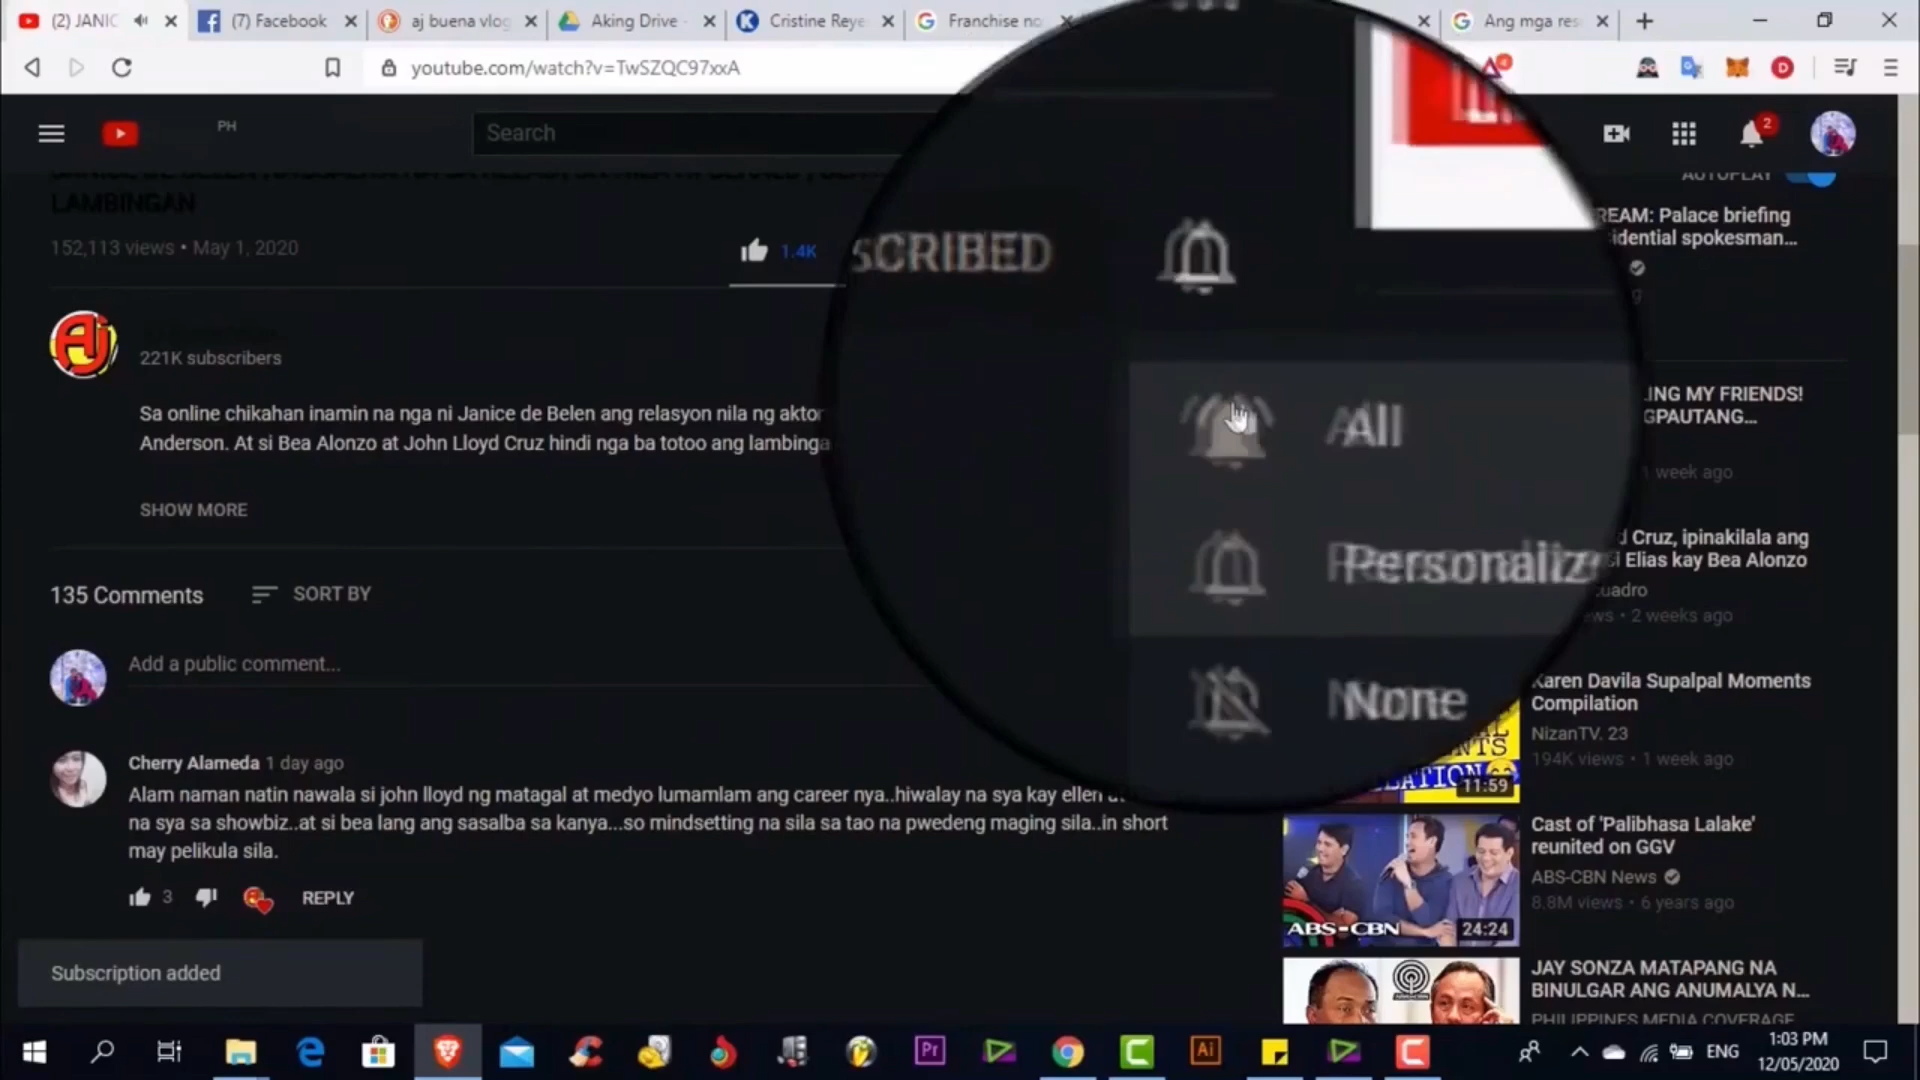 (2) JANIC
(7) Facebook
aj buena vlog
Aking Drive -
Cristine Reye
Franchise no
Ang mga res
youtube.com/watch?v=TwSZQC97xxA
4
PH
Search
2
LAMBINGAN
AUTOPLAY
152,113 views • May 1, 2020
1.4K
SCRIBED
REAM: Palace briefing
idential spokesman...
Aj
221K subscribers
All
Sa online chikahan inamin na nga ni Janice de Belen ang relasyon nila ng aktor
Anderson. At si Bea Alonzo at John Lloyd Cruz hindi nga ba totoo ang lambinga
LING MY FRIENDS!
GPAUTANG...
1 week ago
SHOW MORE
Personalize
d Cruz, ipinakilala ang
si Elias kay Bea Alonzo
cuadro
ews • 2 weeks ago
135 Comments
SORT BY
Add a public comment...
None
Karen Davila Supalpal Moments
Compilation
NizanTV. 23
194K views • 1 week ago
11:59
Cherry Alameda 1 day ago
Alam naman natin nawala si john lloyd ng matagal at medyo lumamlam ang career nya..hiwalay na sya kay ellen
na sya sa showbiz..at si bea lang ang sasalba sa kanya...so mindsetting na sila sa tao na pwedeng maging sila..in short
may pelikula sila.
3
REPLY
Cast of 'Palibhasa Lalake'
reunited on GGV
ABS-CBN News
8.8M views • 6 years ago
ABS-CBN
24:24
Subscription added
JAY SONZA MATAPANG NA
BINULGAR ANG ANUMALYA N...
PHILIPPINES MEDIA COVERAGE
Pr
Ai
ENG
1:03 PM
12/05/2020